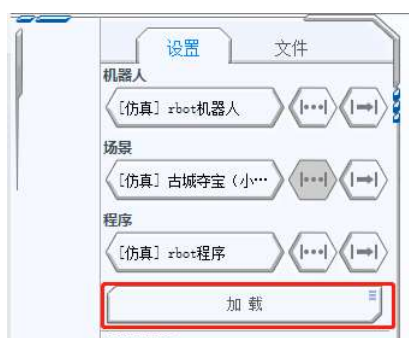 设置 文件
机器人
[仿真] rbot机器人
场景
[仿真] 古城夺宝（小…
程序
[仿真] rbot程序
加 载